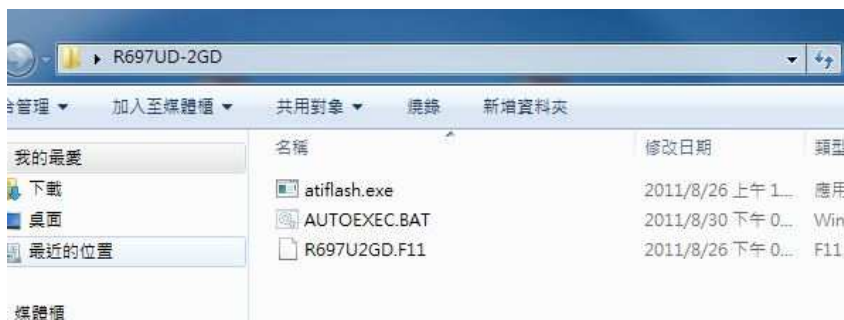 R697UD-2GD
合管理 加入至媒體櫃 共用對象 燒錄 新增資料夾
我的最愛
下載
桌面
最近的位置
媒體櫃
名稱 修改日期 類型
atiflash.exe 2011/8/26 上午 1... 應用
AUTOEXEC.BAT 2011/8/30 下午 0... Win
R697U2GD.F11 2011/8/26 下午 0... F11